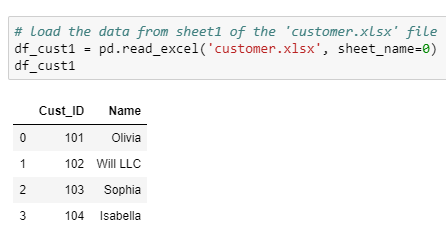 # load the data from sheet1 of the 'customer.xlsx' file
df_cust1 = pd.read_excel('customer.xlsx', sheet_name=0)
df_cust1
Cust_ID Name
0 101 Olivia
1 102 Will LLC
2 103 Sophia
3 104 Isabella